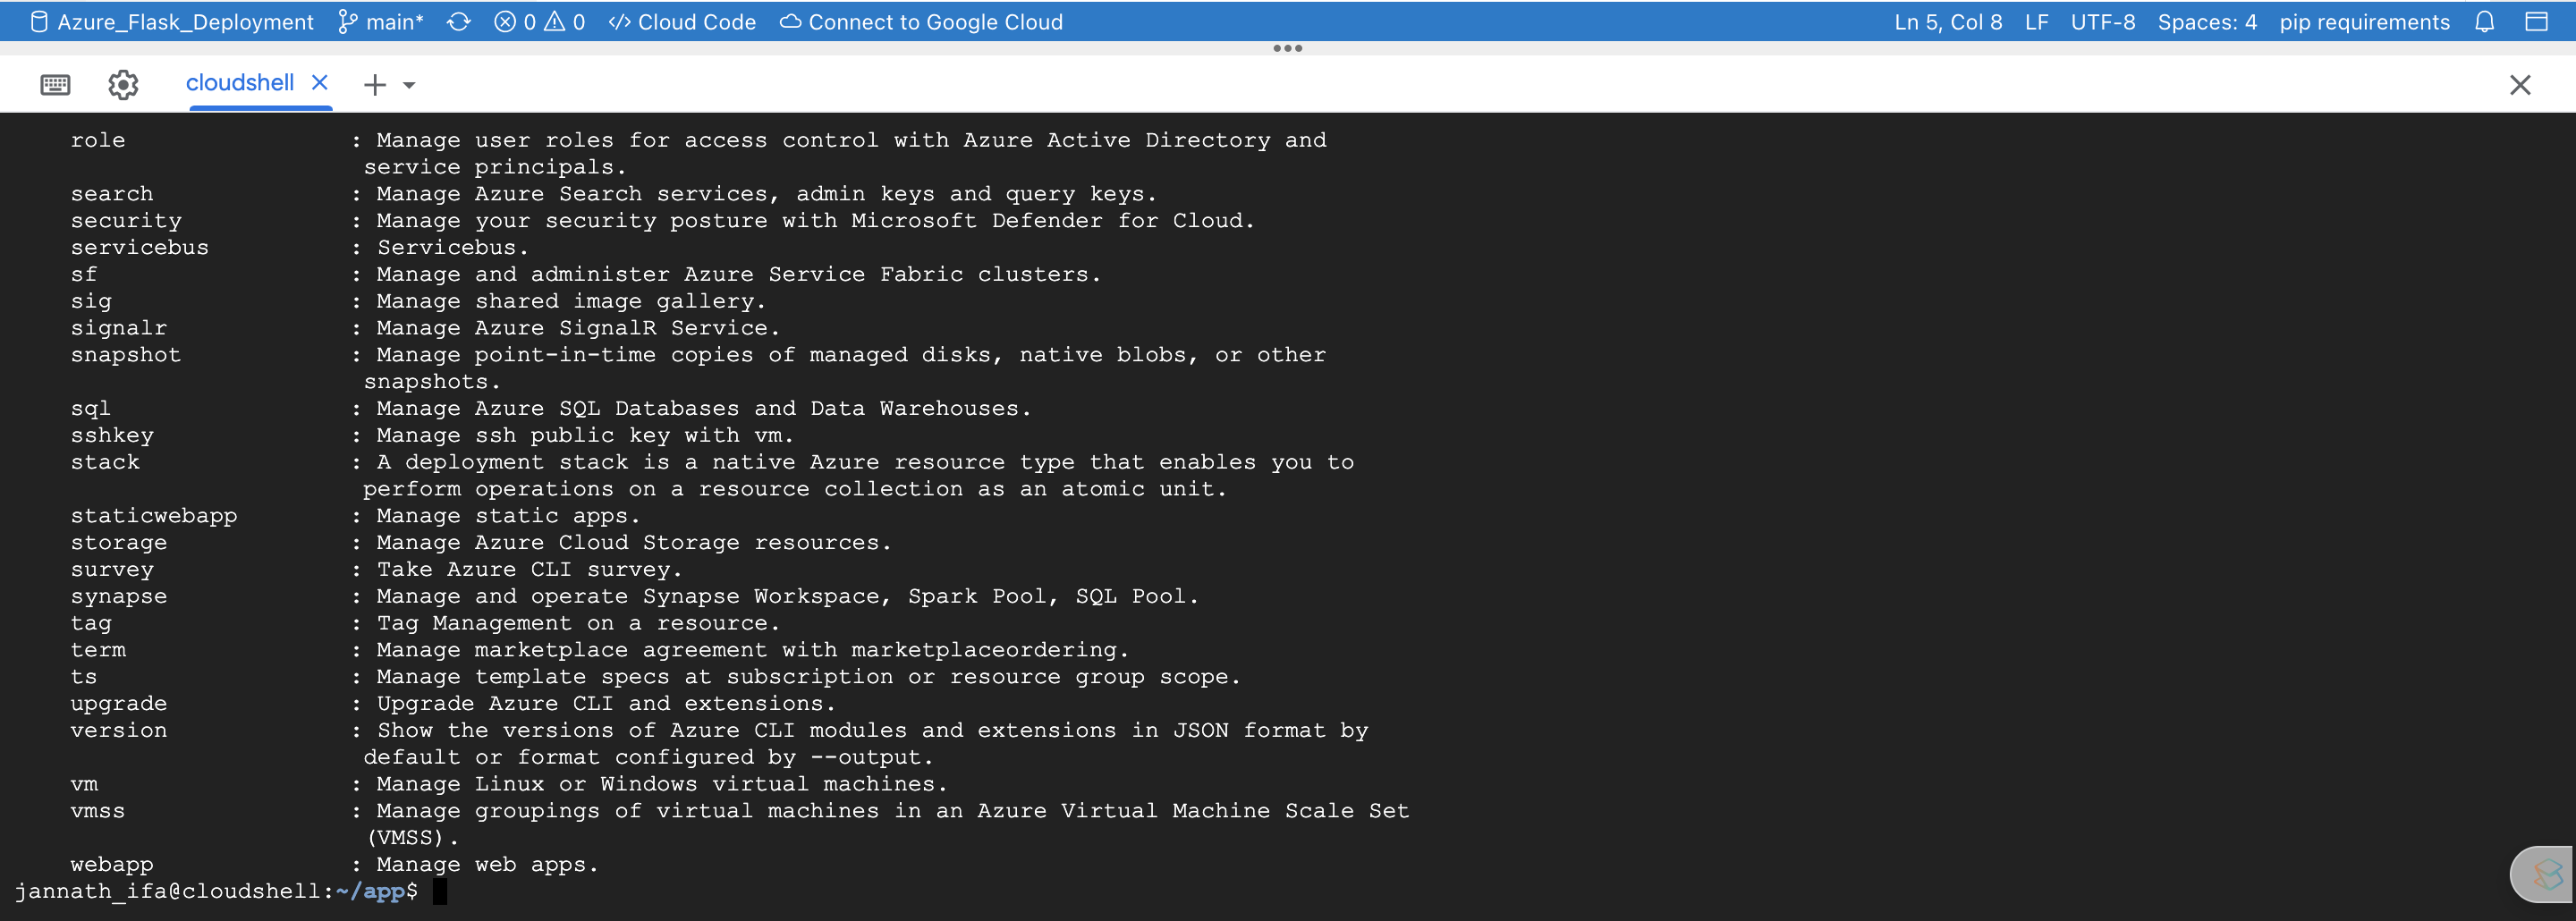 Azure_Flask_Deployment main* 0 0 </> Cloud Code Connect to Google Cloud Ln 5, Col 8 LF UTF-8 Spaces: 4 pip requirements
cloudshell
role : Manage user roles for access control with Azure Active Directory and
service principals.
search : Manage Azure Search services, admin keys and query keys.
security : Manage your security posture with Microsoft Defender for Cloud.
servicebus : Servicebus.
sf : Manage and administer Azure Service Fabric clusters.
sig : Manage shared image gallery.
signalr : Manage Azure SignalR Service.
snapshot : Manage point-in-time copies of managed disks, native blobs, or other
snapshots.
sql : Manage Azure SQL Databases and Data Warehouses.
sshkey : Manage ssh public key with vm.
stack : A deployment stack is a native Azure resource type that enables you to
perform operations on a resource collection as an atomic unit.
staticwebapp : Manage static apps.
storage : Manage Azure Cloud Storage resources.
survey : Take Azure CLI survey.
synapse : Manage and operate Synapse Workspace, Spark Pool, SQL Pool.
tag : Tag Management on a resource.
term : Manage marketplace agreement with marketplaceordering.
ts : Manage template specs at subscription or resource group scope.
upgrade : Upgrade Azure CLI and extensions.
version : Show the versions of Azure CLI modules and extensions in JSON format by
default or format configured by --output.
vm : Manage Linux or Windows virtual machines.
vmss : Manage groupings of virtual machines in an Azure Virtual Machine Scale Set
(VMSS).
webapp : Manage web apps.
jannath_ifa@cloudshell:~/app$